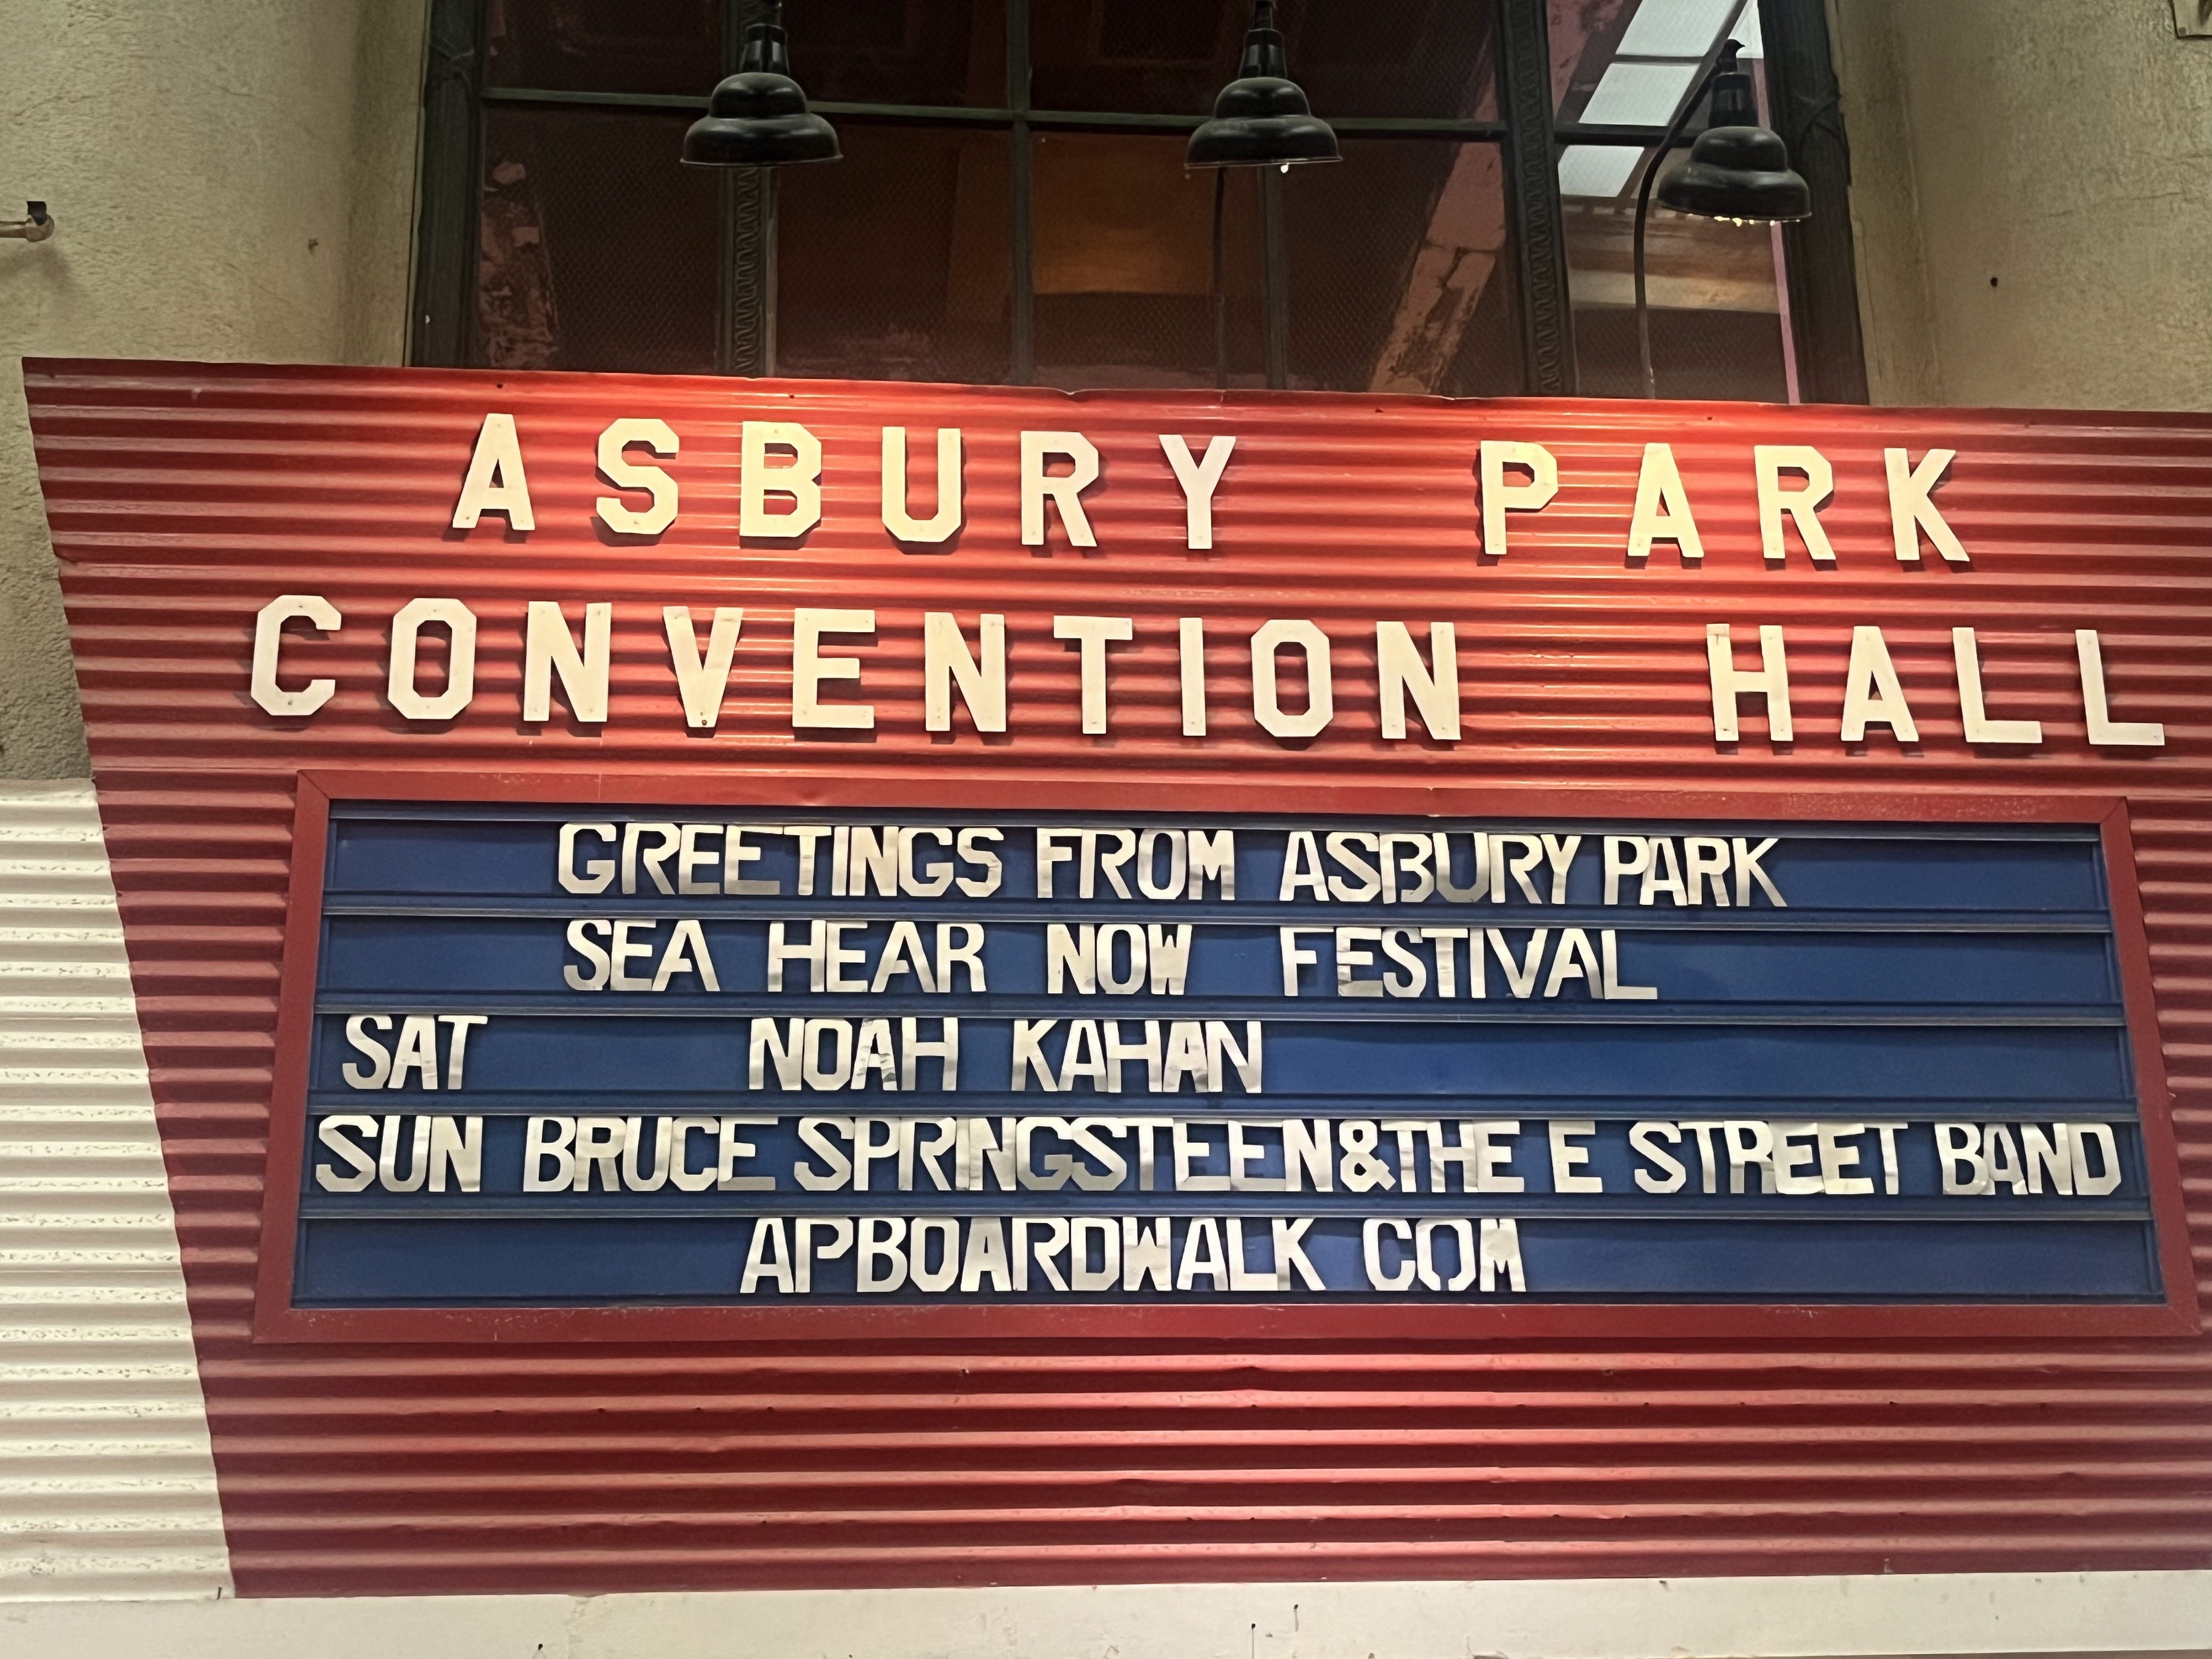 ASBURY PARK
CONVENTION HALL
GREETINGS FROM ASBURY PARK
SEA HEAR NOW FESTIVAL
SAT NOAH KAHAN
SUN BRUCE SPRINGSTEEN&THE E STREET BAND
APBOARDWALK COM